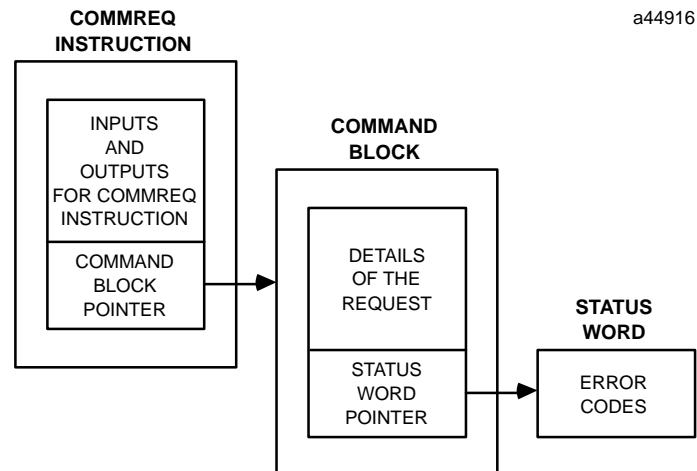 COMMREQ
INSTRUCTION
a44916
INPUTS
AND
OUTPUTS
FOR COMMREQ
INSTRUCTION
COMMAND
BLOCK
POINTER
COMMAND
BLOCK
DETAILS
OF THE
REQUEST
STATUS
WORD
POINTER
STATUS
WORD
ERROR
CODES